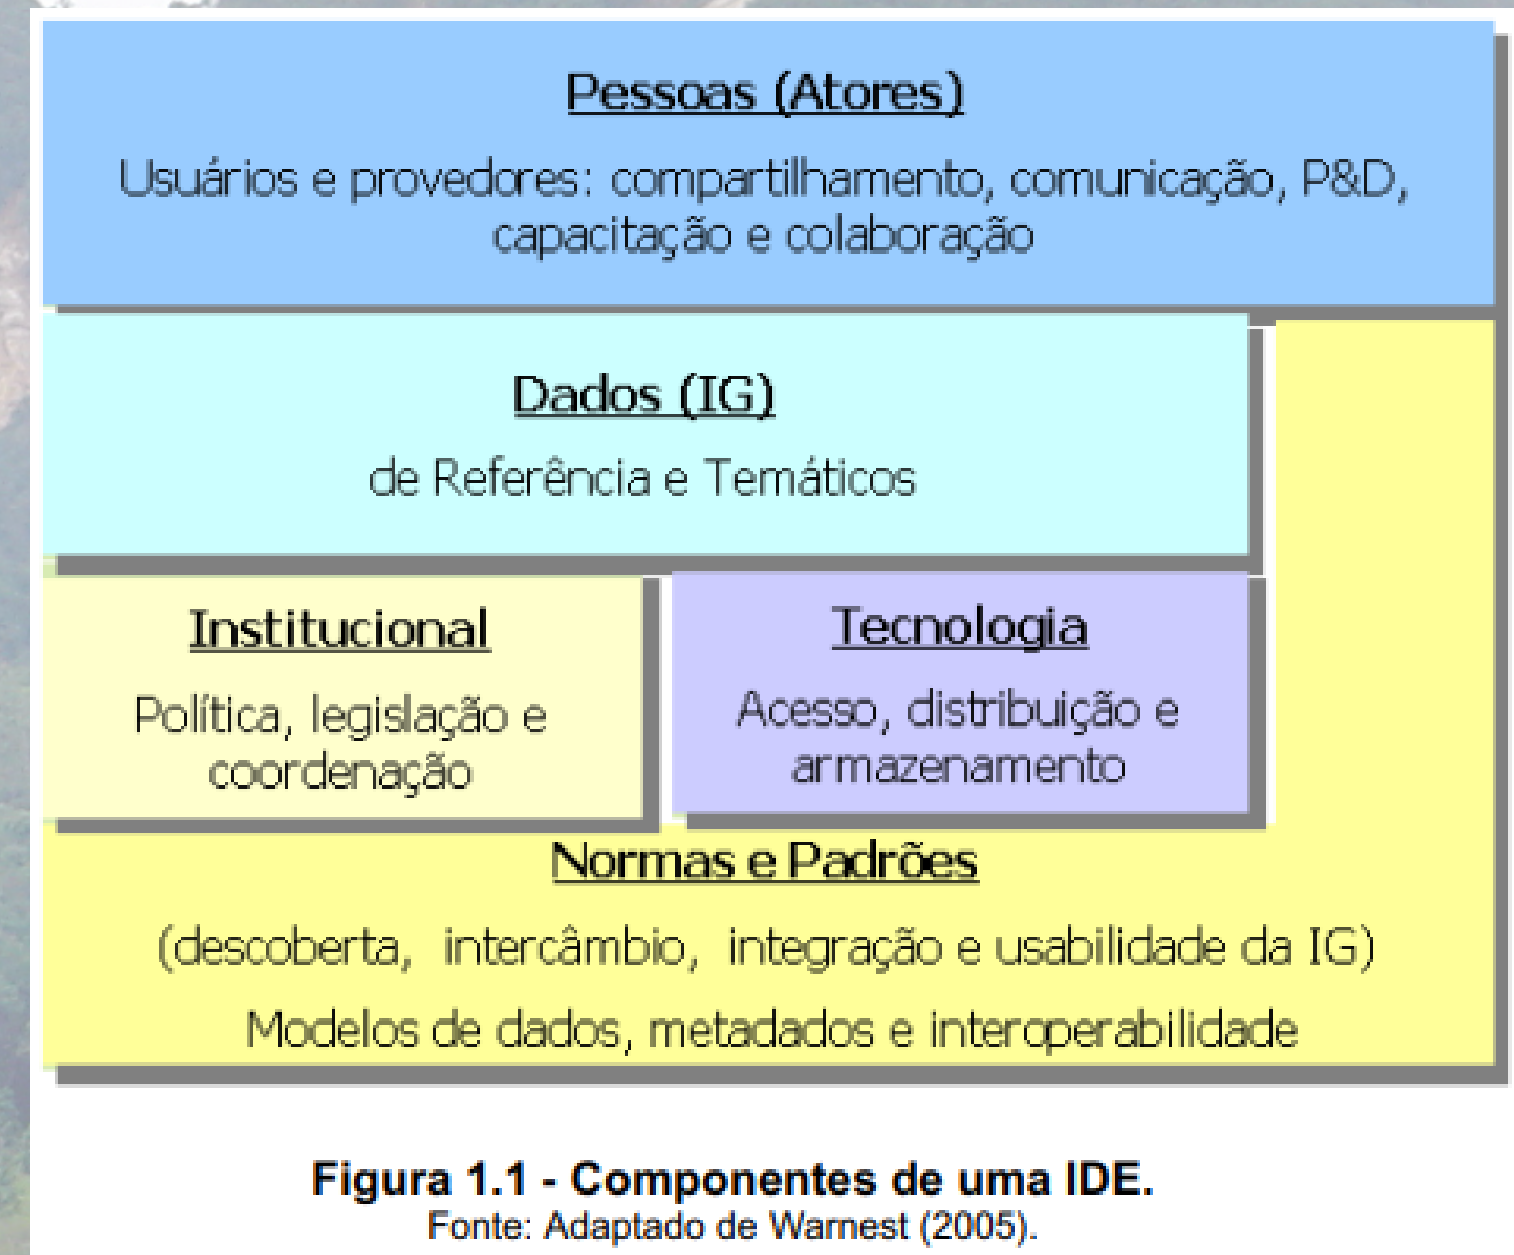 Pessoas (Atores)
Usuários e provedores: compartilhamento, comunicação, P&D,
capacitação e colaboração
Dados (IG)
de Referência e Temáticos
Institucional
Política, legislação e
coordenação
Tecnologia
Acesso, distribuição e
armazenamento
Normas e Padrões
(descoberta, intercâmbio, integração e usabilidade da IG)
Modelos de dados, metadados e interoperabilidade
Figura 1.1 - Componentes de uma IDE.
Fonte: Adaptado de Warnest (2005).